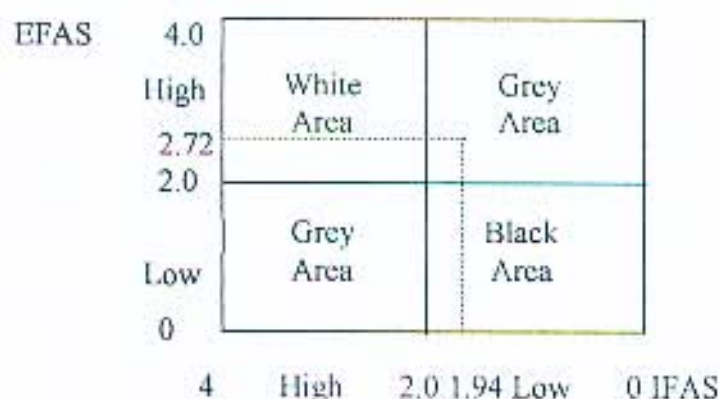 EFAS 4.0
High
White Area
Grey Area
2.72
2.0
Grey Area
Black Area
Low
0
4 High 2.0 1.94 Low 0 IFAS